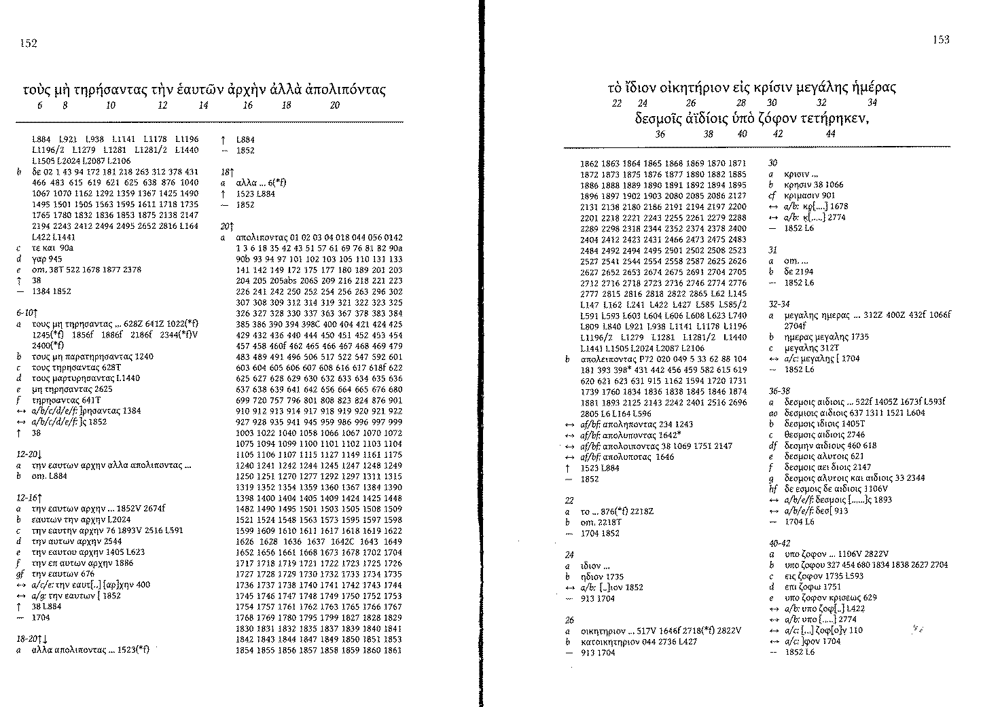 152
τοὺς μὴ τηρήσαντας τὴν ἑαυτῶν ἀρχὴν ἀλλὰ ἀπολιπόντας
6 8 10 12 14 16 18 20
L884 L921 L938 L1141 L1178 L1196
L1196/2 L1279 L1281 L1281/2 L1440
L1505 L2024 L2087 L2106
b δε 02 1 43 94 172 181 218 263 312 378 431
466 483 615 619 621 625 638 876 1040
1067 1070 1162 1292 1359 1367 1425 1490
1495 1501 1505 1563 1595 1611 1718 1735
1765 1780 1832 1836 1853 1875 2138 2147
2194 2243 2412 2494 2495 2652 2816 L164
L422 L1441
c τε και 90a
d γαρ 945
e om. 38T 522 1678 1877 2378
↑ 38
— 1384 1852
6-10↑
a τους μη τηρησαντας ... 628Z 641Z 1022(*f)
1245(*f) 1856f 1886f 2186f 2344(*f)V
2400(*f)
b τους μη παρατηρησαντας 1240
c τους τηρησαντας 628T
d τους μαρτυρησαντας L1440
e μη τηρησαντας 2625
f τηρησαντας 641T
↔ a/b/c/d/e/f: ]ρησαντας 1384
↔ a/b/c/d/e/f: ]ς 1852
↑ 38
12-20↓
a την εαυτων αρχην αλλα απολιποντας ...
b om. L884
12-16↑
a την εαυτων αρχην ... 1852V 2674f
b εαυτων την αρχην L2024
c την εαυτην αρχην 76 1893V 2516 L591
d την αυτων αρχην 2544
e την εαυτου αρχην 1405 L623
f την επ αυτων αρχην 1886
gf την εαυτων 676
↔ a/c/e: την εαυτ[..] [αρ]χην 400
↔ a/g: την εαυτων [ 1852
↑ 38 L884
— 1704
18-20↑↓
a αλλα απολιποντας ... 1523(*f)
↑ L884
— 1852
18↑
a αλλα ... 6(*f)
↑ 1523 L884
— 1852
20↑
a απολιποντας 01 02 03 04 018 044 056 0142
1 3 6 18 35 42 43 51 57 61 69 76 81 82 90a
90b 93 94 97 101 102 103 105 110 131 133
141 142 149 172 175 177 180 189 201 203
204 205 205abs 206S 209 216 218 221 223
226 241 242 250 252 254 256 263 296 302
307 308 309 312 314 319 321 322 323 325
326 327 328 330 337 363 367 378 383 384
385 386 390 394 398C 400 404 421 424 425
429 432 436 440 444 450 451 452 453 454
457 458 460f 462 465 466 467 468 469 479
483 489 491 496 506 517 522 547 592 601
603 604 605 606 607 608 616 617 618f 622
625 627 628 629 630 632 633 634 635 636
637 638 639 641 642 656 664 665 676 680
699 720 757 796 801 808 823 824 876 901
910 912 913 914 917 918 919 920 921 922
927 928 935 941 945 959 986 996 997 999
1003 1022 1040 1058 1066 1067 1070 1072
1075 1094 1099 1100 1101 1102 1103 1104
1105 1106 1107 1115 1127 1149 1161 1175
1240 1241 1242 1244 1245 1247 1248 1249
1250 1251 1270 1277 1292 1297 1311 1315
1319 1352 1354 1359 1360 1367 1384 1390
1398 1400 1404 1405 1409 1424 1425 1448
1482 1490 1495 1501 1503 1505 1508 1509
1521 1524 1548 1563 1573 1595 1597 1598
1599 1609 1610 1611 1617 1618 1619 1622
1626 1628 1636 1637 1642C 1643 1649
1652 1656 1661 1668 1673 1678 1702 1704
1717 1718 1719 1721 1722 1723 1725 1726
1727 1728 1729 1730 1732 1733 1734 1735
1736 1737 1738 1740 1741 1742 1743 1744
1745 1746 1747 1748 1749 1750 1752 1753
1754 1757 1761 1762 1763 1765 1766 1767
1768 1769 1780 1795 1799 1827 1828 1829
1830 1831 1832 1835 1837 1839 1840 1841
1842 1843 1844 1847 1849 1850 1851 1853
1854 1855 1856 1857 1858 1859 1860 1861
153
τὸ ἴδιον οἰκητήριον εἰς κρίσιν μεγάλης ἡμέρας
22 24 26 28 30 32 34
δεσμοῖς ἀϊδίοις ὑπὸ ζόφον τετήρηκεν,
36 38 40 42 44
1862 1863 1864 1865 1868 1869 1870 1871
1872 1873 1875 1876 1877 1880 1882 1885
1886 1888 1889 1890 1891 1892 1894 1895
1896 1897 1902 1903 2080 2085 2086 2127
2131 2138 2180 2186 2191 2194 2197 2200
2201 2218 2221 2243 2255 2261 2279 2288
2289 2298 2318 2344 2352 2374 2378 2400
2404 2412 2423 2431 2466 2473 2475 2483
2484 2492 2494 2495 2501 2502 2508 2523
2527 2541 2544 2554 2558 2587 2625 2626
2627 2652 2653 2674 2675 2691 2704 2705
2712 2716 2718 2723 2736 2746 2774 2776
2777 2815 2816 2818 2822 2865 L62 L145
L147 L162 L241 L422 L427 L585 L585/2
L591 L593 L603 L604 L606 L608 L623 L740
L809 L840 L921 L938 L1141 L1178 L1196
L1196/2 L1279 L1281 L1281/2 L1440
L1441 L1505 L2024 L2087 L2106
b απολειποντας P72 020 049 5 33 62 88 104
181 393 398* 431 442 456 459 582 615 619
620 621 623 631 915 1162 1594 1720 1731
1739 1760 1834 1836 1838 1845 1846 1874
1881 1893 2125 2143 2242 2401 2516 2696
2805 L6 L164 L596
↔ af/bf: αποληποντας 234 1243
↔ af/bf: απολυποντας 1642*
↔ af/bf: απολοιποντας 38 1069 1751 2147
↔ af/bf: απολυποτας 1646
↑ 1523 L884
— 1852
22
a το ... 876(*f) 2218Z
b om. 2218T
— 1704 1852
24
a ιδιον ...
b ηδιον 1735
↔ a/b: [..]ιον 1852
— 913 1704
26
a οικητηριον ... 517V 1646f 2718(*f) 2822V
b κατοικητηριον 044 2736 L427
— 913 1704
30
a κρισιν ...
b κρησιν 38 1066
cf κριμασιν 901
↔ a/b: κρ[....] 1678
↔ a/b: κ[.....] 2774
— 1852 L6
31
a om. ...
b δε 2194
— 1852 L6
32-34
a μεγαλης ημερας ... 312Z 400Z 432f 1066f
2704f
b ημερας μεγαλης 1735
c μεγαλης 312T
↔ a/c: μεγαλης [ 1704
— 1852 L6
36-38
a δεσμοις αιδιοις ... 522f 1405Z 1673f L593f
ao δεσμιοις αιδιοις 637 1311 1521 L604
b δεσμοις ιδιοις 1405T
c θεσμοις αιδιοις 2746
df δεσμην αιδιους 460 618
e δεσμοις αλυτοις 621
f δεσμοις αει διοις 2147
g δεσμοις αλυτοις και αιδιοις 33 2344
hf δε εσμοις δε αιδιοις 1106V
↔ a/b/e/f: δεσμοις [......]ς 1893
↔ a/b/e/f: δεσ[ 913
— 1704 L6
40-42
a υπο ζοφον ... 1106V 2822V
b υπο ζοφου 327 454 680 1834 1838 2627 2704
c εις ζοφον 1735 L593
d επι ζοφω 1751
e υπο ζοφον κρισεως 629
↔ a/b: υπο ζοφ[..] L422
↔ a/b: υπο [.....] 2774
↔ a/c: [...] ζοφ[ο]ν 110
↔ a/c: ]φον 1704
— 1852 L6